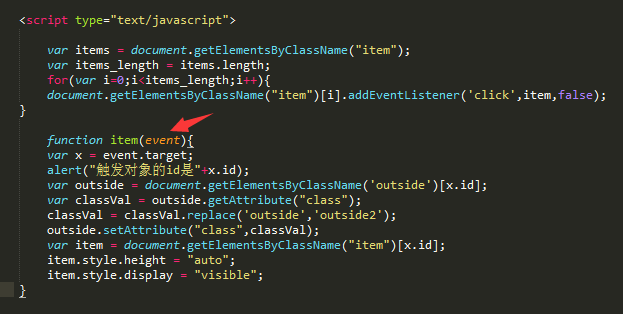 <script type="text/javascript">
var items = document.getElementsByClassName("item");
var items_length = items.length;
for(var i=0;i<items_length;i++){
document.getElementsByClassName("item")[i].addEventListener('click',item,false);
}
function item(event){
var x = event.target;
alert("触发对象的id是"+x.id);
var outside = document.getElementsByClassName('outside')[x.id];
var classVal = outside.getAttribute("class");
classVal = classVal.replace('outside','outside2');
outside.setAttribute("class",classVal);
var item = document.getElementsByClassName("item")[x.id];
item.style.height = "auto";
item.style.display = "visible";
}